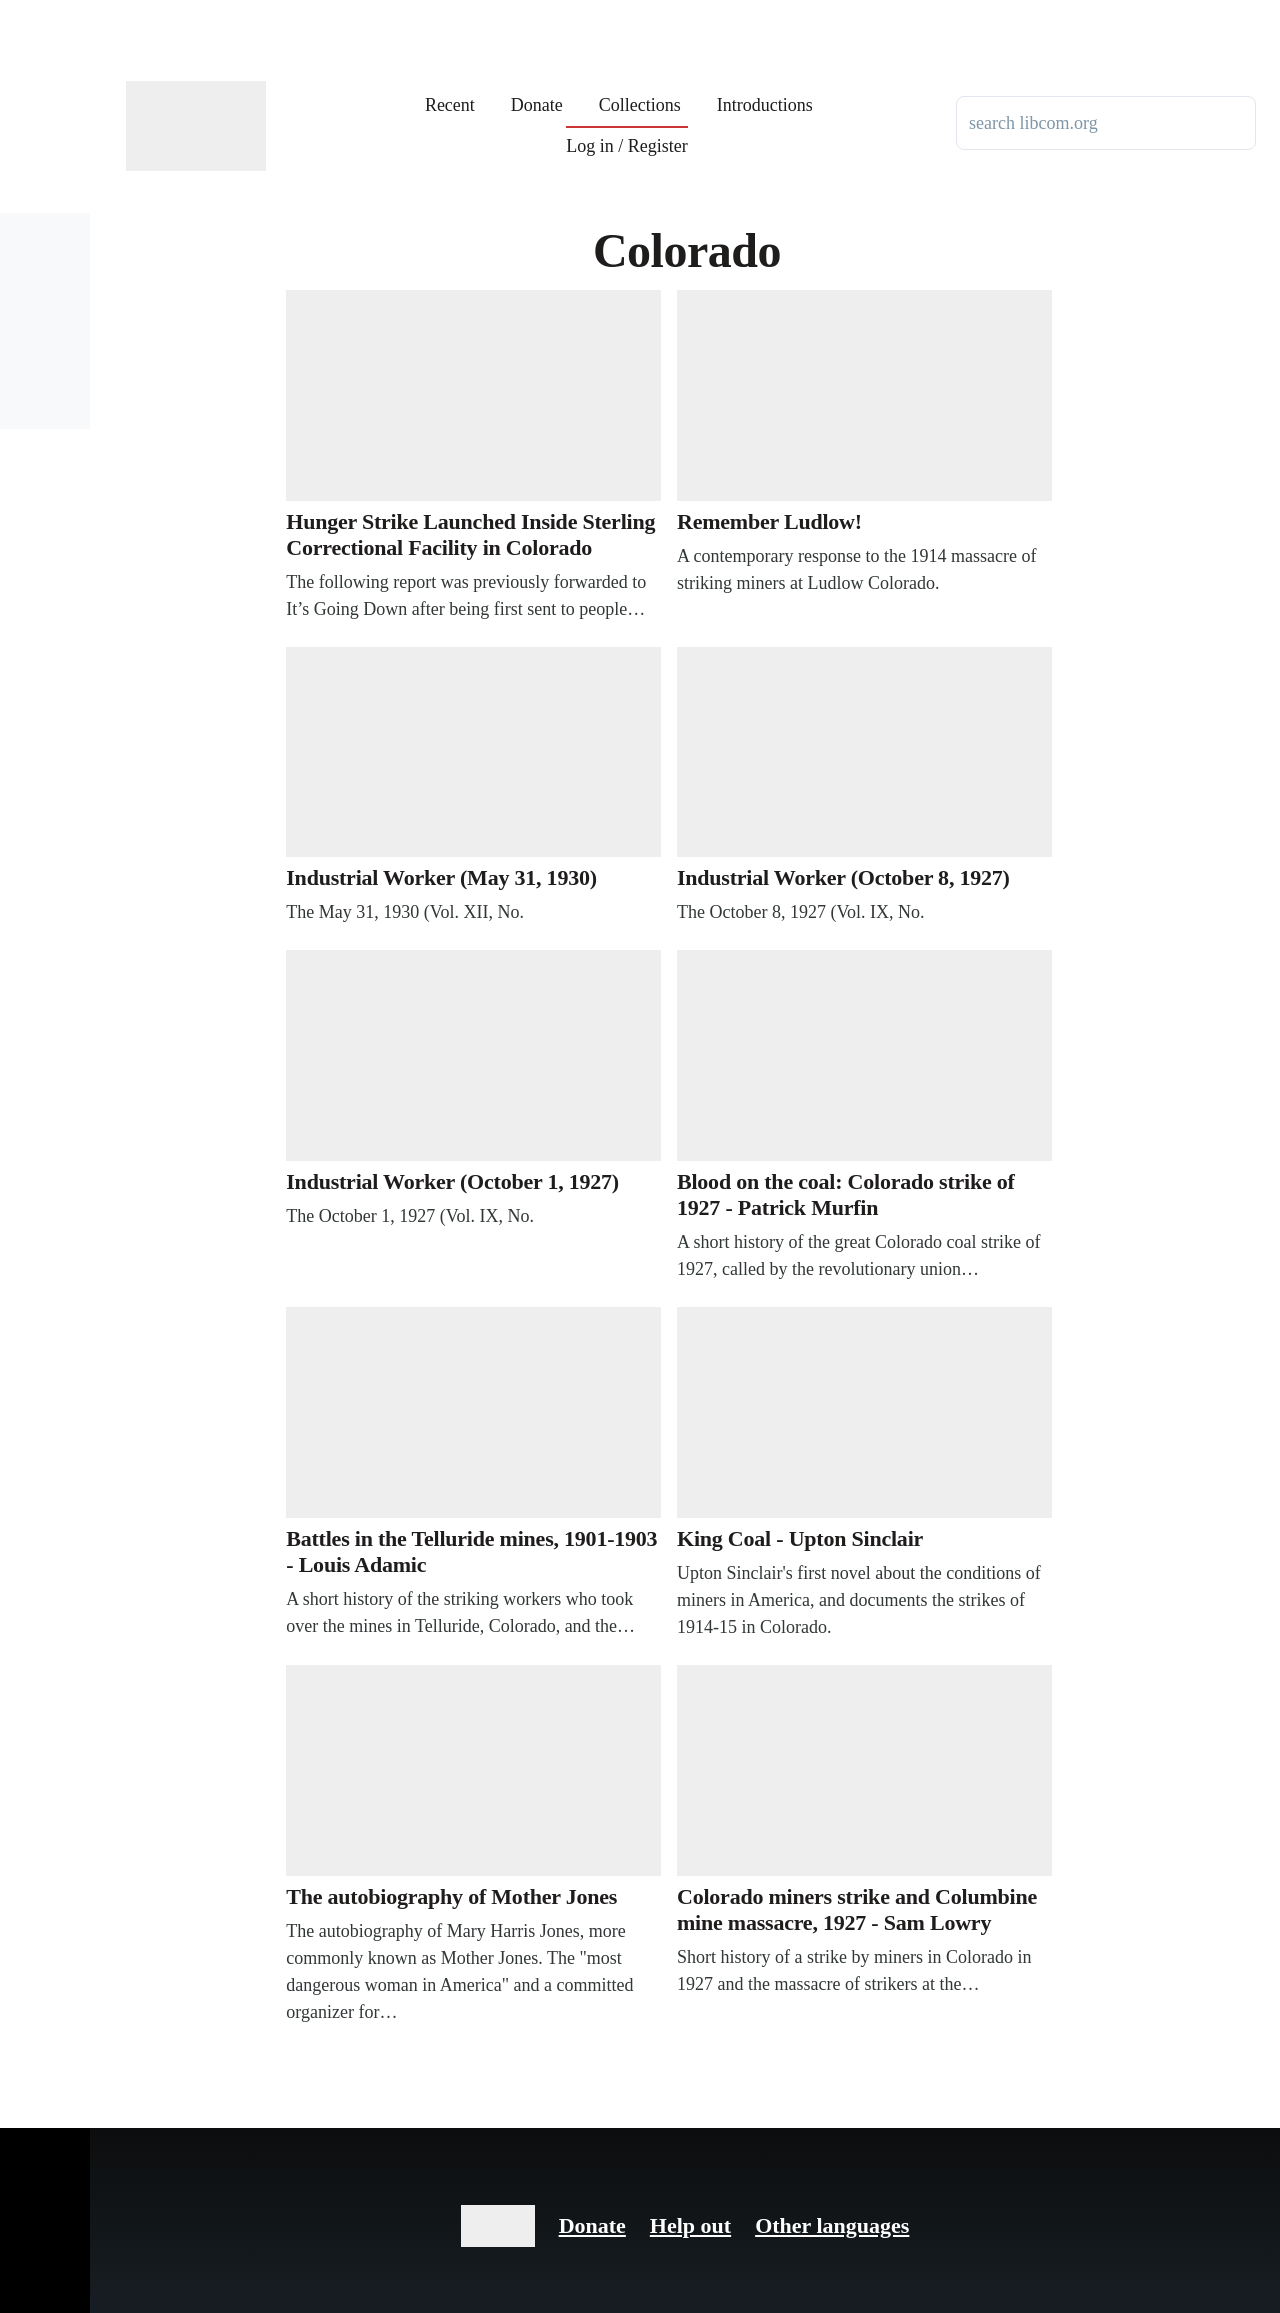 Recent Donate Collections Introductions
Log in / Register
search libcom.org
Colorado
Hunger Strike Launched Inside Sterling
Correctional Facility in Colorado
The following report was previously forwarded to
It’s Going Down after being first sent to people…
Remember Ludlow!
A contemporary response to the 1914 massacre of
striking miners at Ludlow Colorado.
Industrial Worker (May 31, 1930)
The May 31, 1930 (Vol. XII, No.
Industrial Worker (October 8, 1927)
The October 8, 1927 (Vol. IX, No.
Industrial Worker (October 1, 1927)
The October 1, 1927 (Vol. IX, No.
Blood on the coal: Colorado strike of
1927 - Patrick Murfin
A short history of the great Colorado coal strike of
1927, called by the revolutionary union…
Battles in the Telluride mines, 1901-1903
- Louis Adamic
A short history of the striking workers who took
over the mines in Telluride, Colorado, and the…
King Coal - Upton Sinclair
Upton Sinclair's first novel about the conditions of
miners in America, and documents the strikes of
1914-15 in Colorado.
The autobiography of Mother Jones
The autobiography of Mary Harris Jones, more
commonly known as Mother Jones. The "most
dangerous woman in America" and a committed
organizer for…
Colorado miners strike and Columbine
mine massacre, 1927 - Sam Lowry
Short history of a strike by miners in Colorado in
1927 and the massacre of strikers at the…
Donate Help out Other languages